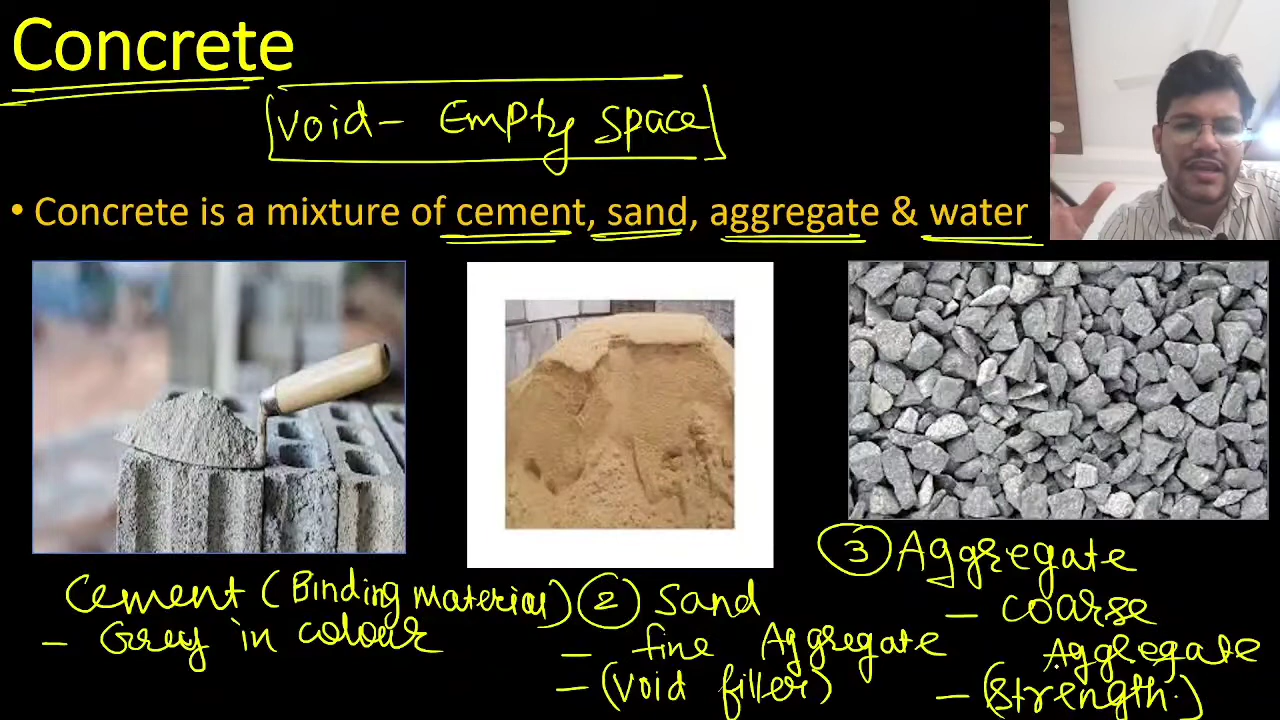 Concrete
Void - Empty space
• Concrete is a mixture of cement, sand, aggregate & water
Cement (Binding material)
- Grey in colour
② Sand
- fine Aggregate
- (void filler)
③ Aggregate
- coarse
Aggregate
- (strength.)